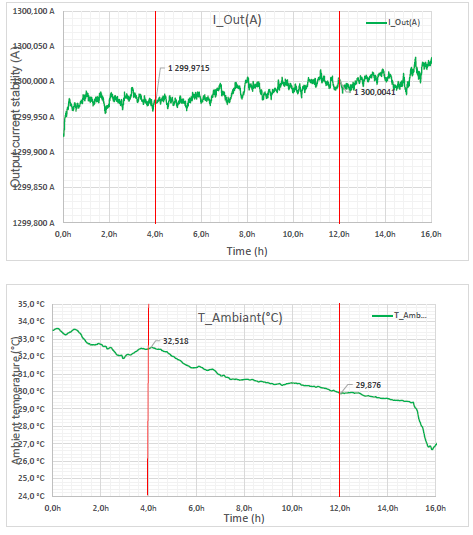 I_Out(A)
I_Out(A)
Output current stability (A)
1300,100 A
1300,050 A
1300,000 A
1299,950 A
1299,900 A
1299,850 A
1299,800 A
1 299,9715
1 300,0041
0,0h 2,0h 4,0h 6,0h 8,0h 10,0h 12,0h 14,0h 16,0h
Time (h)
T_Ambiant(°C)
T_Amb...
Ambient temperature (°C)
35,0 °C
34,0 °C
33,0 °C
32,0 °C
31,0 °C
30,0 °C
29,0 °C
28,0 °C
27,0 °C
26,0 °C
25,0 °C
24,0 °C
32,518
29,876
0,0h 2,0h 4,0h 6,0h 8,0h 10,0h 12,0h 14,0h 16,0h
Time (h)